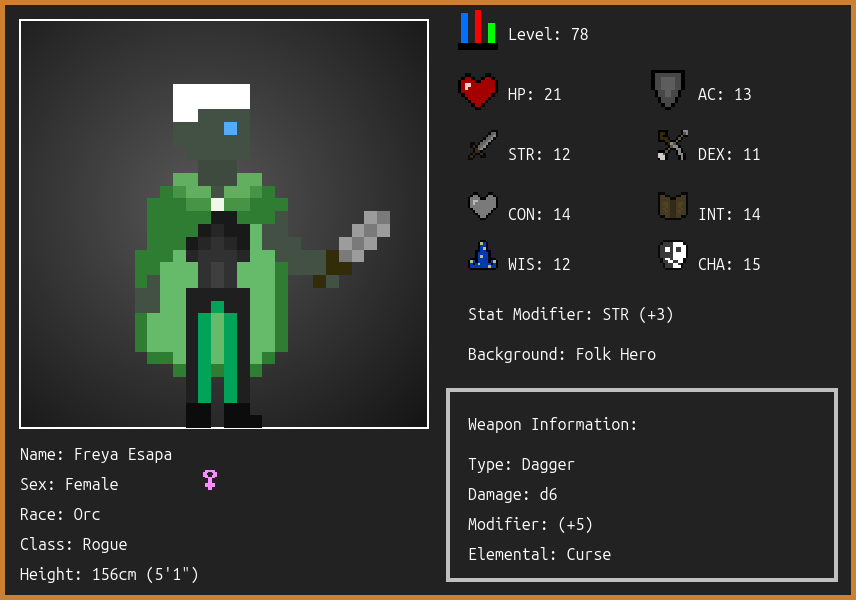 Level: 78
HP: 21
AC: 13
STR: 12
DEX: 11
CON: 14
INT: 14
WIS: 12
CHA: 15
Stat Modifier: STR (+3)
Background: Folk Hero
Weapon Information:
Type: Dagger
Damage: d6
Modifier: (+5)
Elemental: Curse
Name: Freya Esapa
Sex: Female
Race: Orc
Class: Rogue
Height: 156cm (5'1")